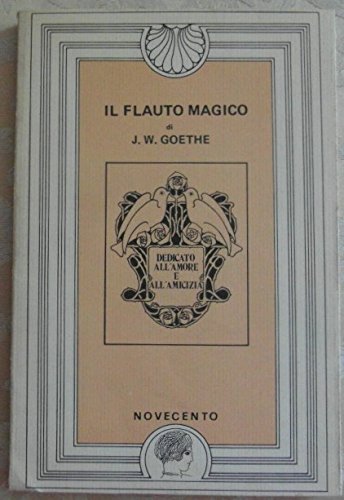 IL FLAUTO MAGICO
di
J. W. GOETHE
DEDICATO
ALL'AMORE
E
ALL'AMICIZIA
NOVECENTO